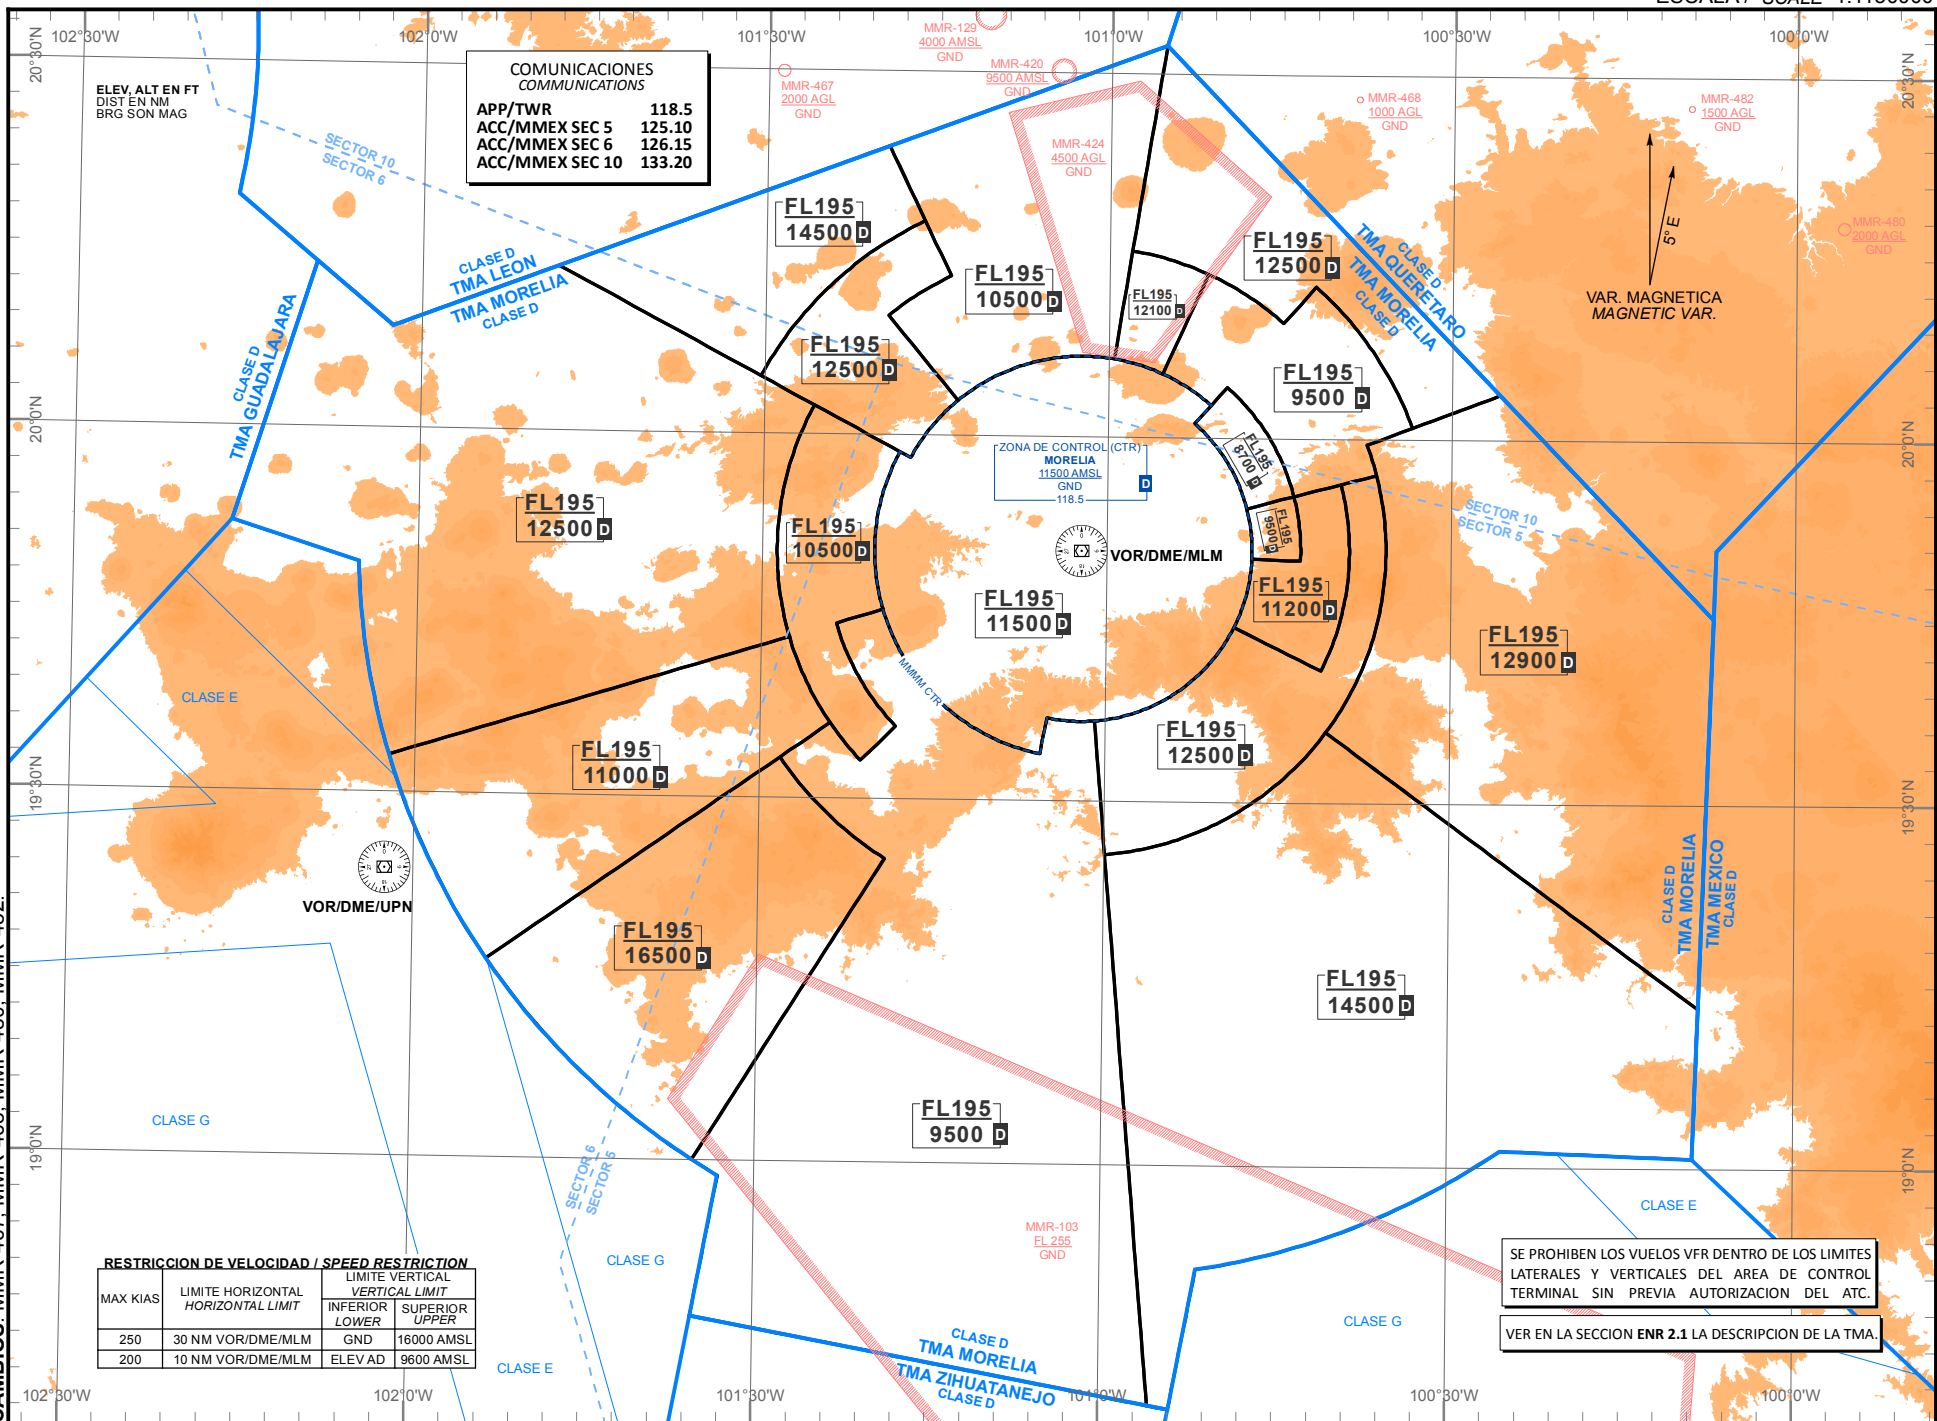 ESCALA / SCALE 1:1150000
102°30'W
102°0'W
101°30'W
101°0'W
100°30'W
100°0'W
20°30'N
20°30'N
ELEV, ALT EN FT
DIST EN NM
BRG SON MAG
COMUNICACIONES
COMMUNICATIONS
APP/TWR 118.5
ACC/MMEX SEC 5 125.10
ACC/MMEX SEC 6 126.15
ACC/MMEX SEC 10 133.20
MMR-129
4000 AMSL
GND
MMR-420
9500 AMSL
GND
MMR-467
2000 AGL
GND
MMR-424
4500 AGL
GND
MMR-468
1000 AGL
GND
MMR-482
1500 AGL
GND
MMR-480
2000 AGL
GND
SECTOR 10
SECTOR 6
5° E
VAR. MAGNETICA
MAGNETIC VAR.
FL195
14500 D
FL195
12500 D
FL195
10500 D
FL195
12100 D
CLASE D
TMA LEON
TMA MORELIA
CLASE D
CLASE D
TMA QUERETARO
TMA MORELIA
CLASE D
CLASE D
TMA GUADALAJARA
FL195
12500 D
FL195
9500 D
20°0'N
20°0'N
ZONA DE CONTROL (CTR)
MORELIA
11500 AMSL
GND
118.5
D
FL195
8700 D
FL195
9500 D
FL195
12500 D
FL195
10500 D
SECTOR 10
SECTOR 5
VOR/DME/MLM
FL195
11500 D
FL195
11200 D
FL195
12900 D
MMMM CTR
CLASE E
FL195
11000 D
FL195
12500 D
19°30'N
19°30'N
VOR/DME/UPN
CLASE D
TMA MORELIA
TMA MEXICO
CLASE D
FL195
16500 D
FL195
14500 D
FL195
9500 D
CLASE G
19°0'N
19°0'N
SECTOR 6
SECTOR 5
CLASE E
MMR-103
FL 255
GND
CLASE G
RESTRICCION DE VELOCIDAD / SPEED RESTRICTION
MAX KIAS
LIMITE HORIZONTAL
HORIZONTAL LIMIT
LIMITE VERTICAL
VERTICAL LIMIT
INFERIOR
LOWER
SUPERIOR
UPPER
250 30 NM VOR/DME/MLM GND 16000 AMSL
200 10 NM VOR/DME/MLM ELEV AD 9600 AMSL
CLASE E
CLASE D
TMA MORELIA
TMA ZIHUATANEJO
CLASE D
CLASE G
SE PROHIBEN LOS VUELOS VFR DENTRO DE LOS LIMITES
LATERALES Y VERTICALES DEL AREA DE CONTROL
TERMINAL SIN PREVIA AUTORIZACION DEL ATC.
VER EN LA SECCION ENR 2.1 LA DESCRIPCION DE LA TMA.
102°30'W
102°0'W
101°30'W
101°0'W
100°30'W
100°0'W